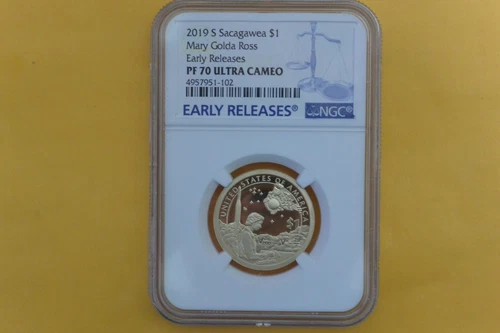 2019 S Sacagawea $1
Mary Golda Ross
Early Releases
PF 70 ULTRA CAMEO
4957951-102
EARLY RELEASES®
NGC®
UNITED STATES OF AMERICA
$1